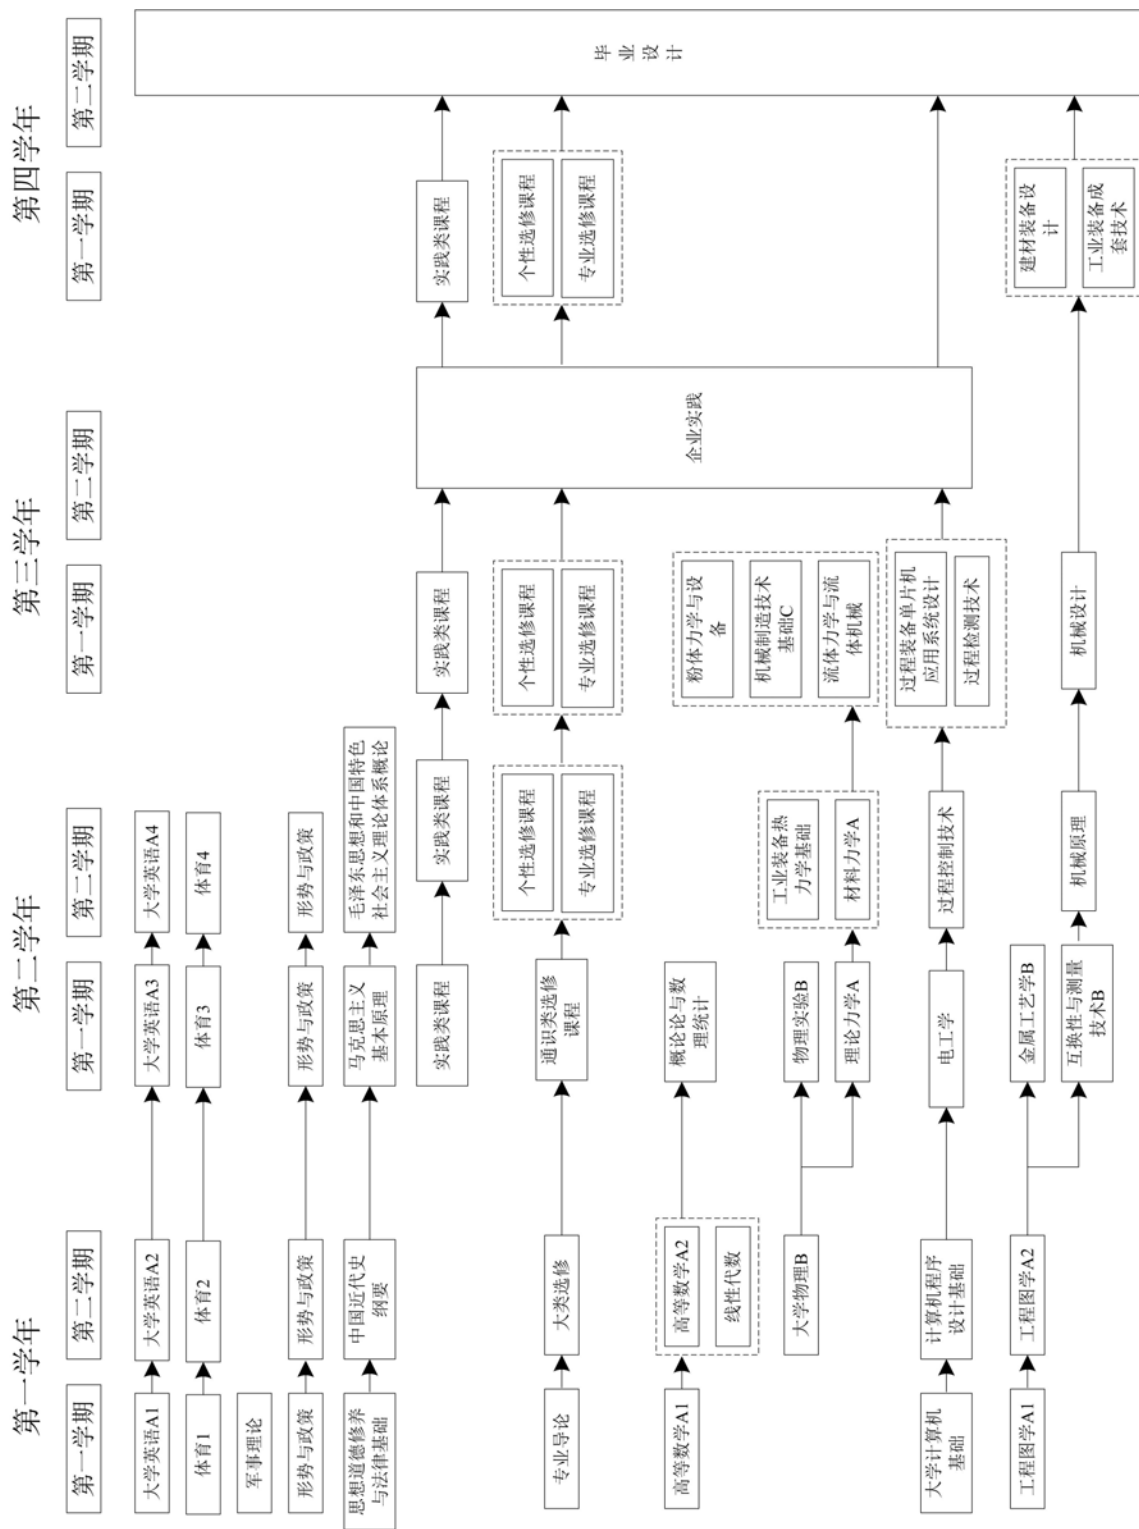 第一学年
第二学年
第三学年
第四学年
第一学期
第二学期
第一学期
第二学期
第一学期
第二学期
第一学期
第二学期
大学英语A1
大学英语A2
大学英语A3
大学英语A4
体育1
体育2
体育3
体育4
军事理论
形势与政策
形势与政策
形势与政策
形势与政策
思想道德修养
与法律基础
中国近代史
纲要
马克思主义
基本原理
毛泽东思想和中国特色
社会主义理论体系概论
实践类课程
实践类课程
实践类课程
实践类课程
专业导论
大类选修
通识类选修
课程
个性选修课程
专业选修课程
个性选修课程
专业选修课程
个性选修课程
专业选修课程
企业实践
毕业设计
高等数学A1
高等数学A2
线性代数
概论论与数
理统计
大学物理B
物理实验B
理论力学A
工业装备热
力学基础
材料力学A
粉体力学与设
备
机械制造技术
基础C
流体力学与流
体机械
大学计算机
基础
计算机程序
设计基础
电工学
过程控制技术
过程装备单片机
应用系统设计
过程检测技术
工程图学A1
工程图学A2
金属工艺学B
互换性与测量
技术B
机械原理
机械设计
建材装备设
计
工业装备成
套技术